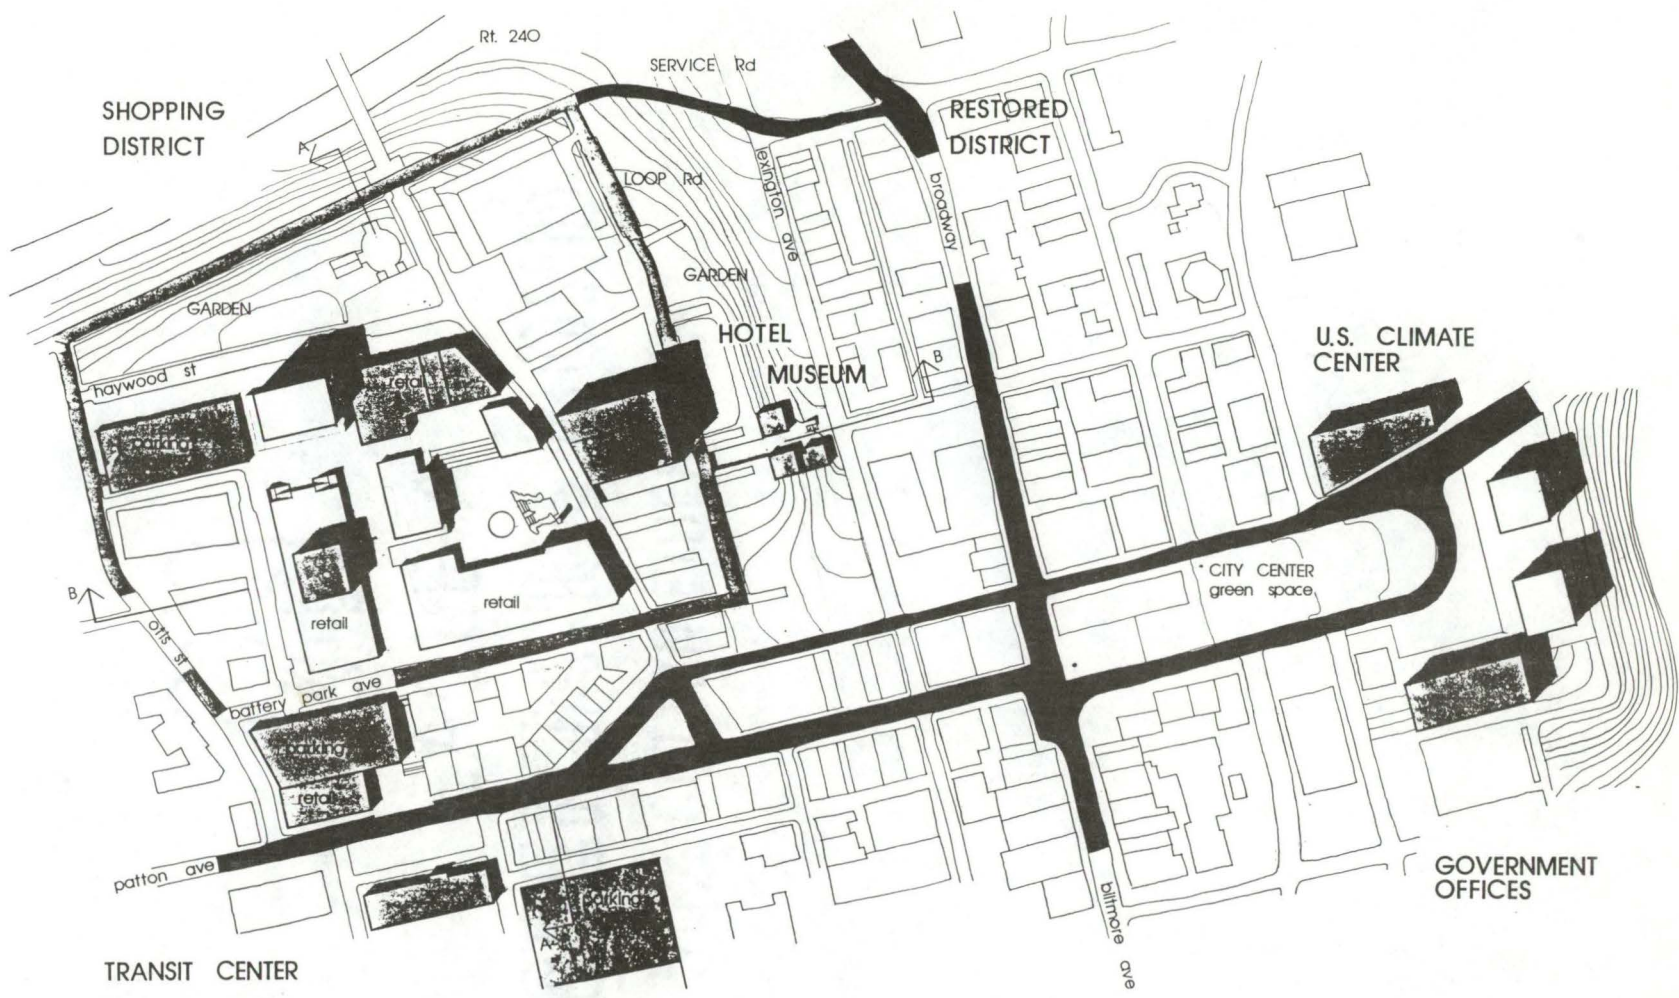 Rt. 240
SERVICE Rd
SHOPPING
DISTRICT
RESTORED
DISTRICT
A
LOOP Rd
lexington ave
broadway
GARDEN
GARDEN
HOTEL
MUSEUM
B
U.S. CLIMATE
CENTER
haywood st
retail
parking
CITY CENTER
green space
B
retail
retail
otis st
battery park ave
parking
retail
patton ave
parking
A
biltmore ave
GOVERNMENT
OFFICES
TRANSIT CENTER